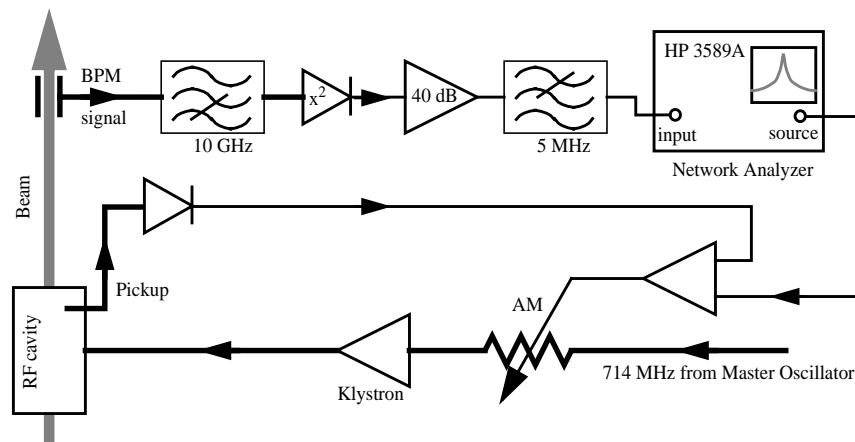 BPM
signal
10 GHz
x²
40 dB
5 MHz
HP 3589A
input
source
Network Analyzer
Beam
Pickup
RF cavity
AM
Klystron
714 MHz from Master Oscillator